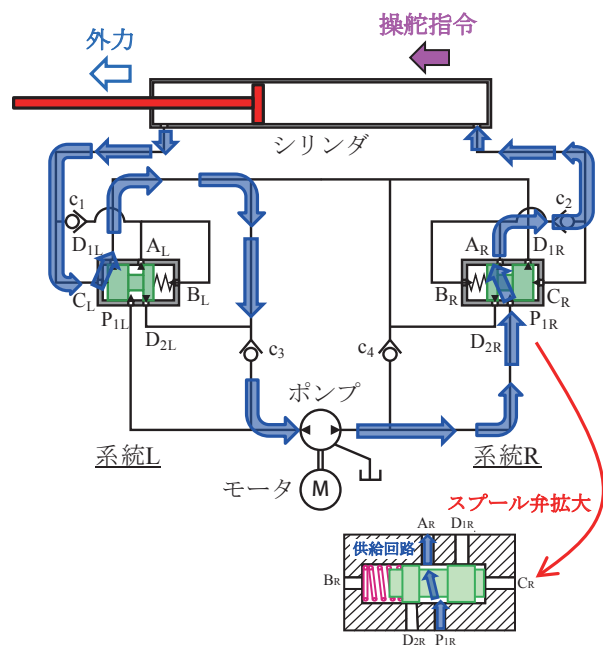 外力
操舵指令
シリンダ
c1
c2
D1L
AL
AR
D1R
CL
BL
BR
CR
P1L
P1R
D2L
D2R
c3
c4
ポンプ
系統L
系統R
モータ
M
スプール弁拡大
AR
D1R
供給回路
BR
CR
D2R
P1R